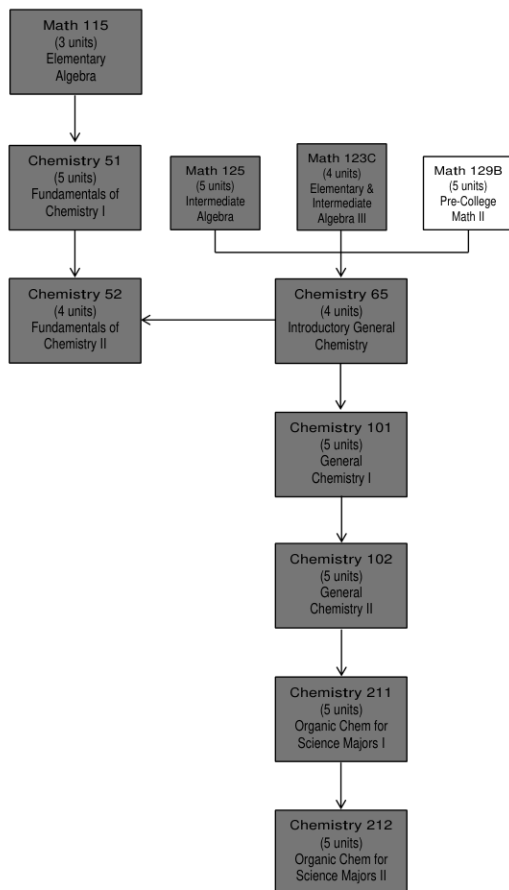 Math 115
(3 units)
Elementary
Algebra
Chemistry 51
(5 units)
Fundamentals of
Chemistry I
Math 125
(5 units)
Intermediate
Algebra
Math 123C
(4 units)
Elementary &
Intermediate
Algebra III
Math 129B
(5 units)
Pre-College
Math II
Chemistry 52
(4 units)
Fundamentals of
Chemistry II
Chemistry 65
(4 units)
Introductory General
Chemistry
Chemistry 101
(5 units)
General
Chemistry I
Chemistry 102
(5 units)
General
Chemistry II
Chemistry 211
(5 units)
Organic Chem for
Science Majors I
Chemistry 212
(5 units)
Organic Chem for
Science Majors II